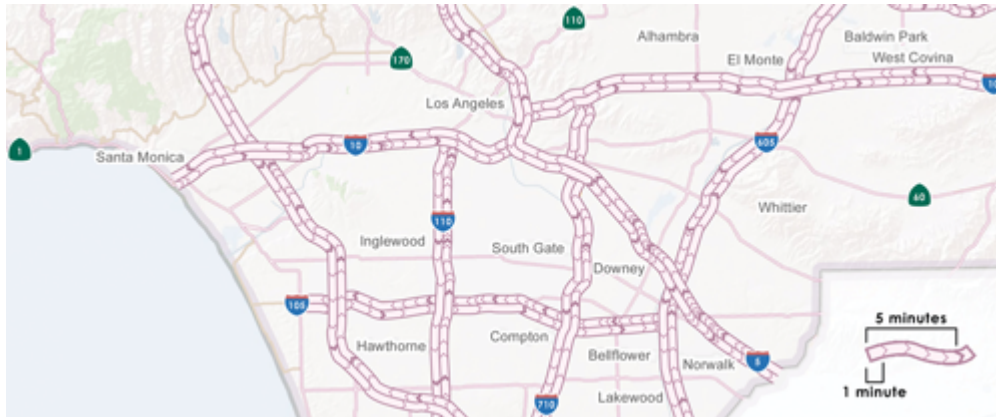 110
Alhambra
Baldwin Park
170
El Monte
West Covina
10
Los Angeles
1
10
605
Santa Monica
60
Whittier
110
Inglewood
South Gate
Downey
105
5 minutes
Compton
Hawthorne
Bellflower
Norwalk
5
1 minute
Lakewood
710